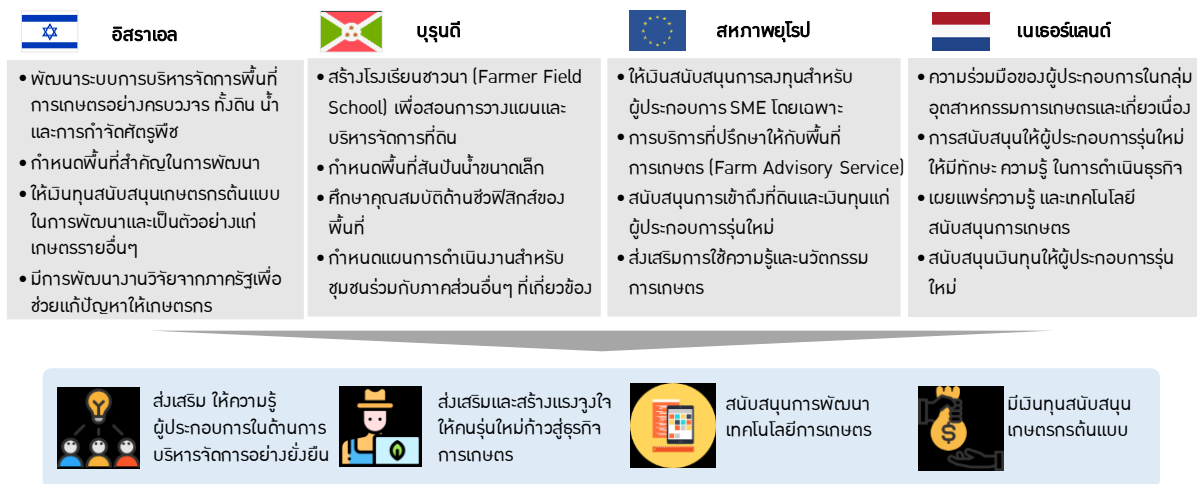 อิสราเอล
• พัฒนาระบบการบริหารจัดการพื้นที่
การเกษตรอย่างครบวงจร ทั้งดิน น้ำ
และการกำจัดศัตรูพืช
• กำหนดพื้นที่สำคัญในการพัฒนา
• ให้เงินทุนสนับสนุนเกษตรกรต้นแบบ
ในการพัฒนาและเป็นตัวอย่างแก่
เกษตรรายอื่นๆ
• มีการพัฒนางานวิจัยจากภาครัฐเพื่อ
ช่วยแก้ปัญหาให้เกษตรกร
บุรุนดี
• สร้างโรงเรียนชาวนา (Farmer Field
School) เพื่อสอนการวางแผนและ
บริหารจัดการที่ดิน
• กำหนดพื้นที่สันปันน้ำขนาดเล็ก
• ศึกษาคุณสมบัติด้านชีวฟิสิกส์ของ
พื้นที่
• กำหนดแผนการดำเนินงานสำหรับ
ชุมชนร่วมกับภาคส่วนอื่นๆ ที่เกี่ยวข้อง
สหภาพยุโรป
• ให้เงินสนับสนุนการลงทุนสำหรับ
ผู้ประกอบการ SME โดยเฉพาะ
• การบริการที่ปรึกษาให้กับพื้นที่
การเกษตร (Farm Advisory Service)
• สนับสนุนการเข้าถึงที่ดินและเงินทุนแก่
ผู้ประกอบการรุ่นใหม่
• ส่งเสริมการใช้ความรู้และนวัตกรรม
การเกษตร
เนเธอร์แลนด์
• ความร่วมมือของผู้ประกอบการในกลุ่ม
อุตสาหกรรมการเกษตรและเกี่ยวเนื่อง
• การสนับสนุนให้ผู้ประกอบการรุ่นใหม่
ให้มีทักษะ ความรู้ ในการดำเนินธุรกิจ
• เผยแพร่ความรู้ และเทคโนโลยี
สนับสนุนการเกษตร
• สนับสนุนเงินทุนให้ผู้ประกอบการรุ่น
ใหม่
ส่งเสริม ให้ความรู้
ผู้ประกอบการในด้านการ
บริหารจัดการอย่างยั่งยืน
ส่งเสริมและสร้างแรงจูงใจ
ให้คนรุ่นใหม่ก้าวสู่ธุรกิจ
การเกษตร
สนับสนุนการพัฒนา
เทคโนโลยีการเกษตร
มีเงินทุนสนับสนุน
เกษตรกรต้นแบบ
$